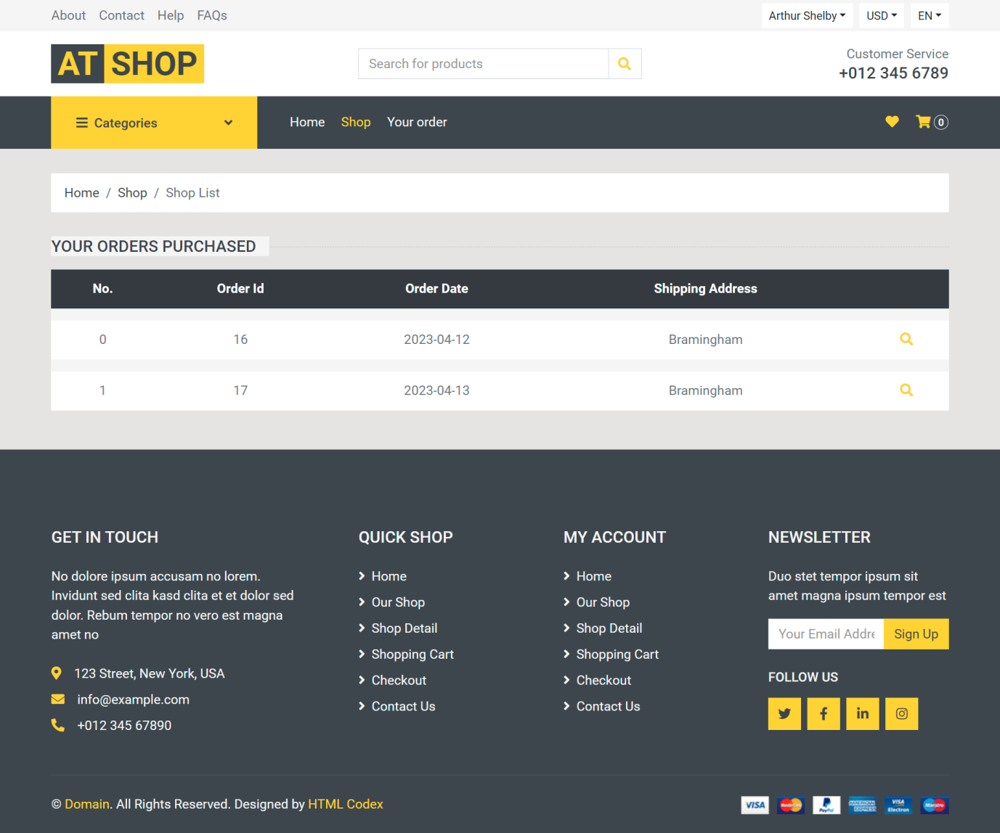 About Contact Help FAQs
Arthur Shelby USD EN
AT SHOP
Search for products
Customer Service
+012 345 6789
Categories
Home Shop Your order
0
Home / Shop / Shop List
YOUR ORDERS PURCHASED
No. Order Id Order Date Shipping Address
0 16 2023-04-12 Bramingham
1 17 2023-04-13 Bramingham
GET IN TOUCH
No dolore ipsum accusam no lorem.
Invidunt sed clita kasd clita et et dolor sed
dolor. Rebum tempor no vero est magna
amet no
123 Street, New York, USA
info@example.com
+012 345 67890
QUICK SHOP
Home
Our Shop
Shop Detail
Shopping Cart
Checkout
Contact Us
MY ACCOUNT
Home
Our Shop
Shop Detail
Shopping Cart
Checkout
Contact Us
NEWSLETTER
Duo stet tempor ipsum sit
amet magna ipsum tempor est
Your Email Addre
Sign Up
FOLLOW US
© Domain. All Rights Reserved. Designed by HTML Codex
VISA MasterCard PayPal AMERICAN EXPRESS VISA Electron Maestro